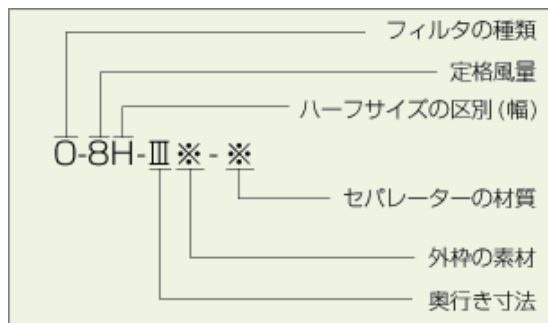 フィルタの種類
定格風量
ハーフサイズの区別(幅)
O-8H-Ⅲ※-※
セパレーターの材質
外枠の素材
奥行き寸法